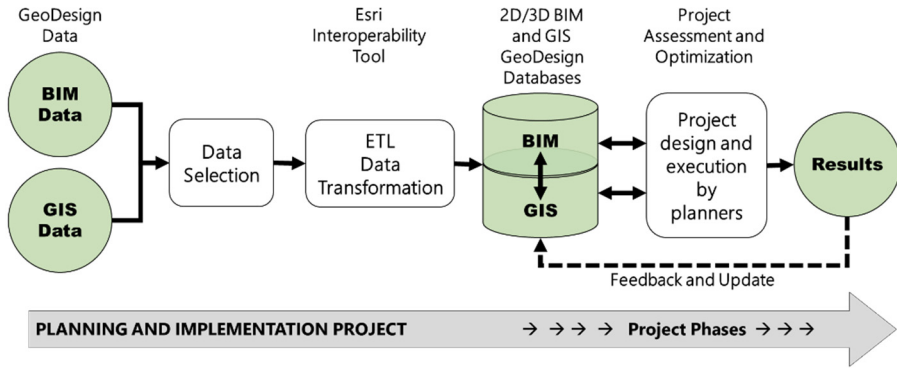 GeoDesign
Data
BIM
Data
GIS
Data
Data
Selection
Esri
Interoperability
Tool
ETL
Data
Transformation
2D/3D BIM
and GIS
GeoDesign
Databases
BIM
GIS
Project
Assessment and
Optimization
Project
design and
execution
by
planners
Results
Feedback and Update
PLANNING AND IMPLEMENTATION PROJECT → → → → Project Phases → → →